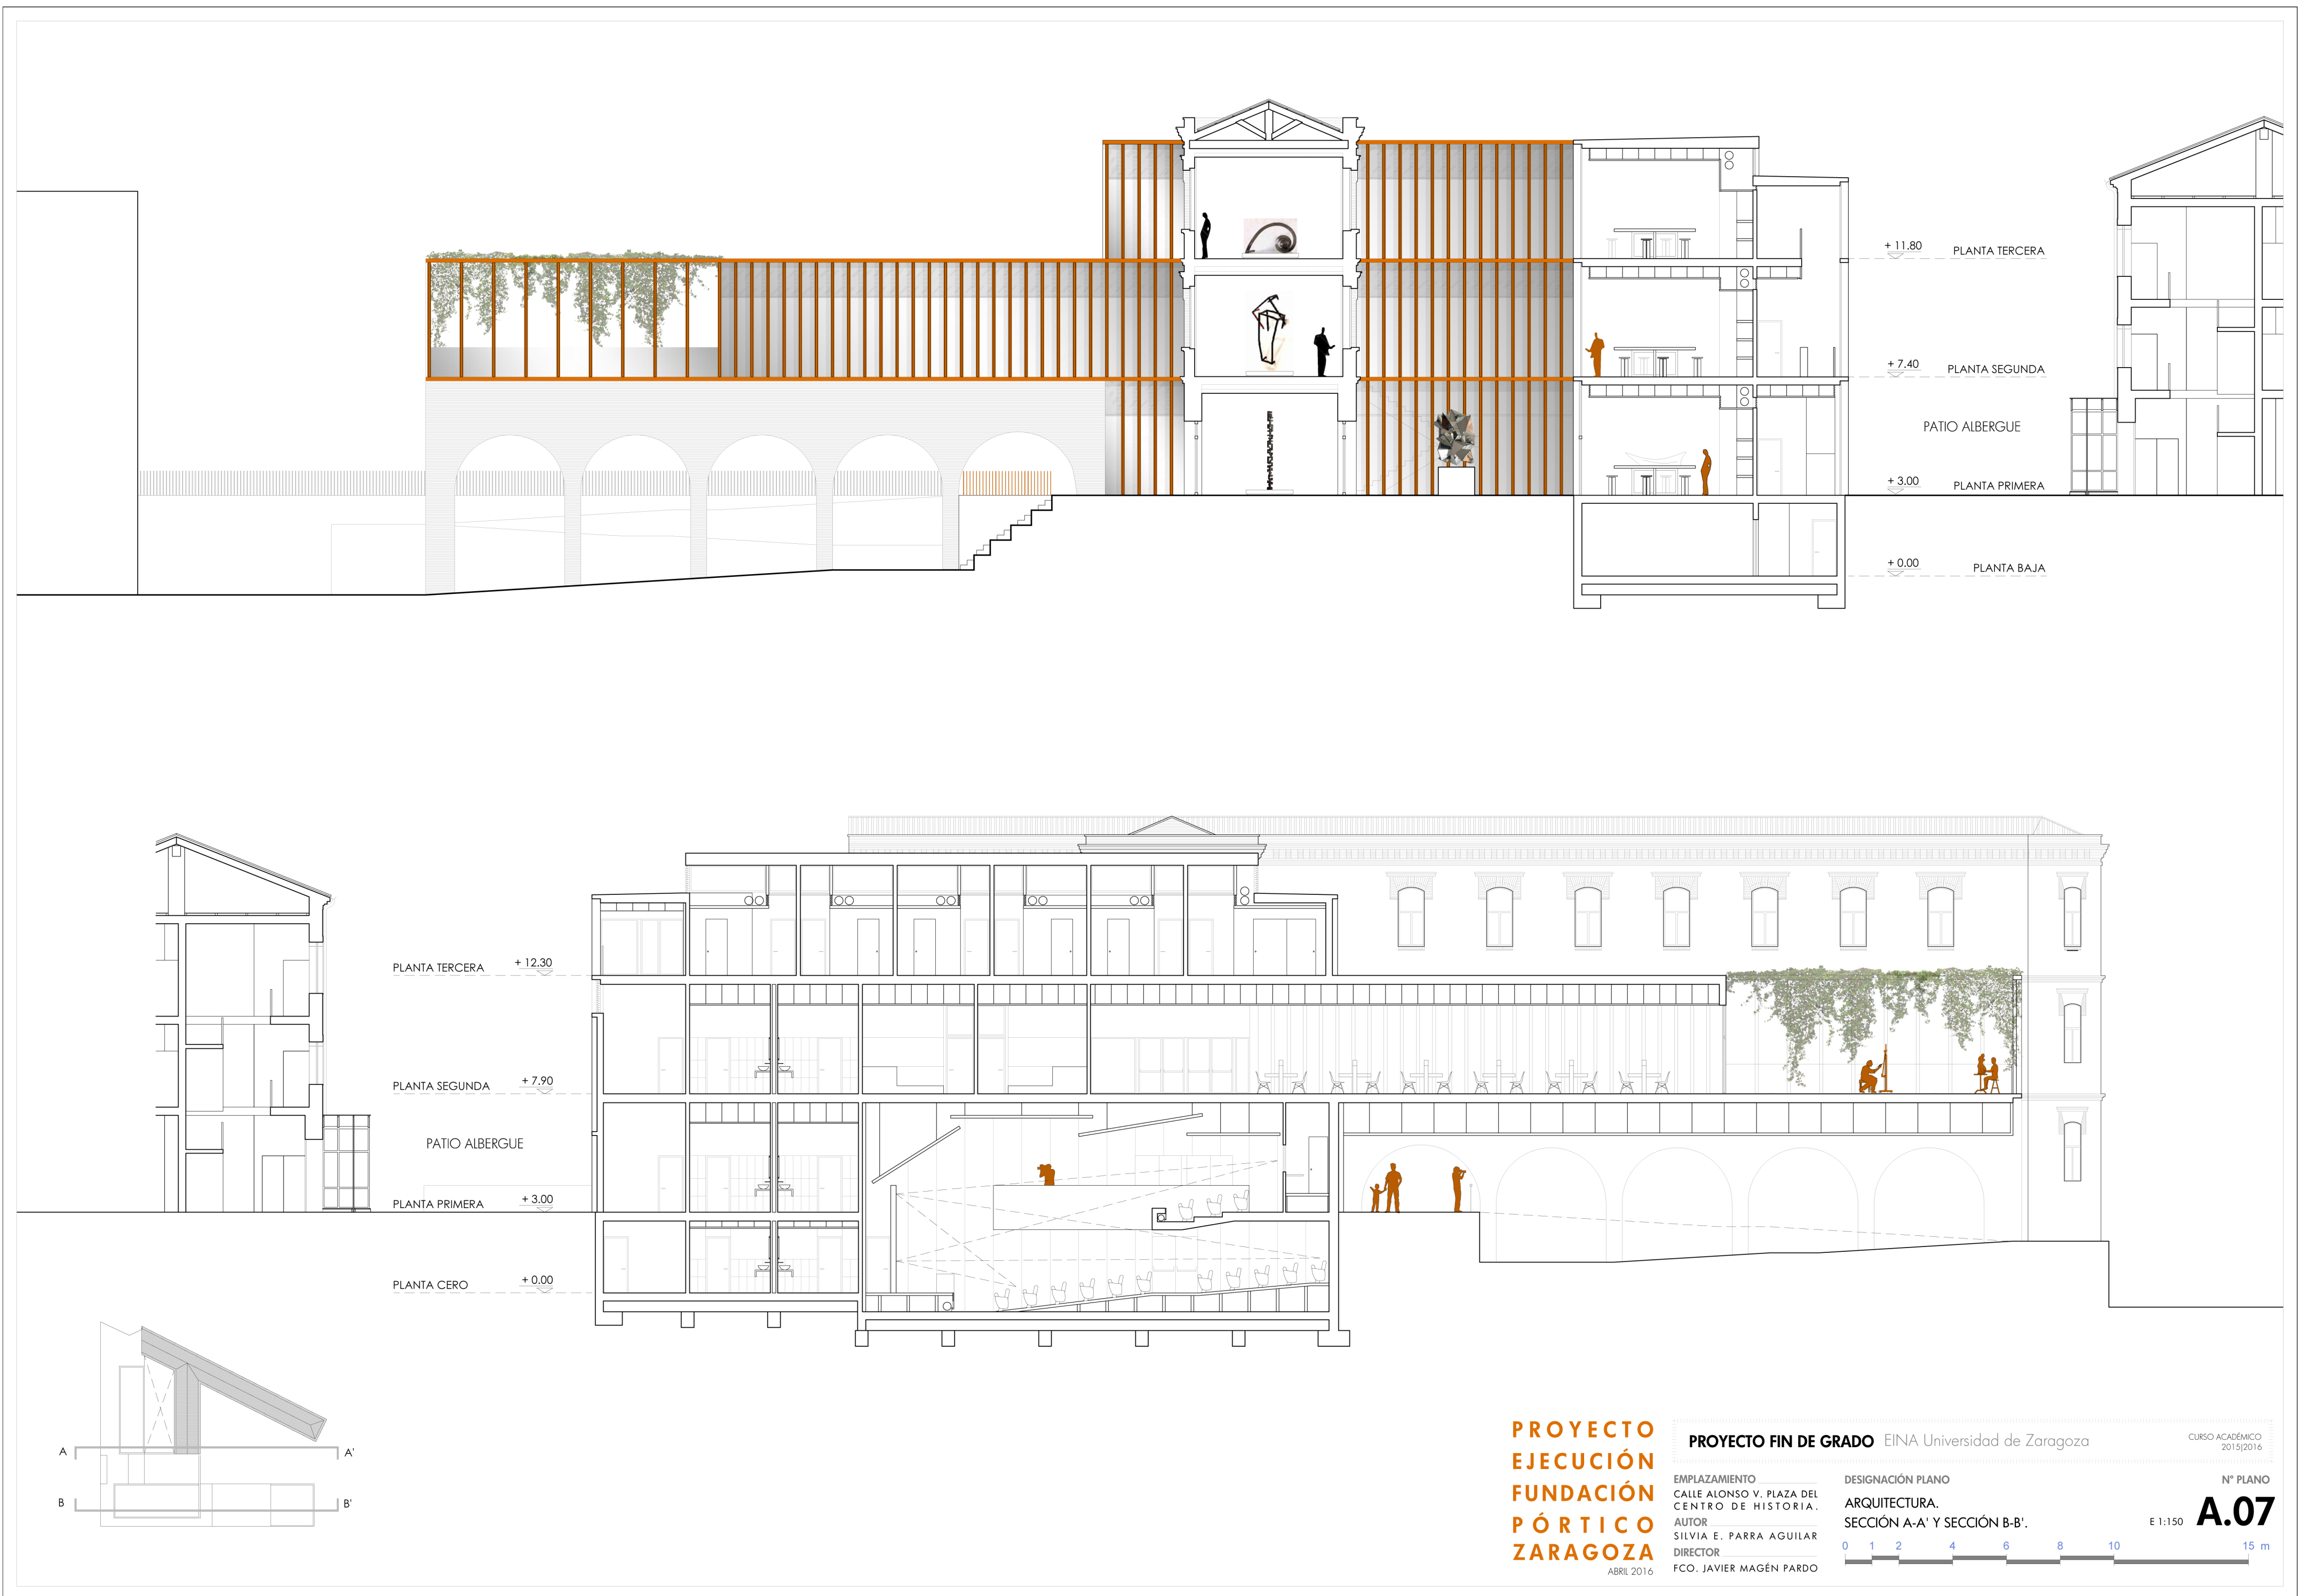 + 11.80 PLANTA TERCERA
+ 7.40 PLANTA SEGUNDA
PATIO ALBERGUE
+ 3.00 PLANTA PRIMERA
+ 0.00 PLANTA BAJA
PLANTA TERCERA + 12.30
PLANTA SEGUNDA + 7.90
PATIO ALBERGUE
PLANTA PRIMERA + 3.00
PLANTA CERO + 0.00
A A'
B B'
PROYECTO
EJECUCIÓN
FUNDACIÓN
PÓRTICO
ZARAGOZA
ABRIL 2016
PROYECTO FIN DE GRADO EINA Universidad de Zaragoza
CURSO ACADÉMICO
2015|2016
EMPLAZAMIENTO
CALLE ALONSO V. PLAZA DEL
CENTRO DE HISTORIA.
AUTOR
SILVIA E. PARRA AGUILAR
DIRECTOR
FCO. JAVIER MAGÉN PARDO
DESIGNACIÓN PLANO
ARQUITECTURA.
SECCIÓN A-A' Y SECCIÓN B-B'.
Nº PLANO
E 1:150 A.07
0 1 2 4 6 8 10 15 m